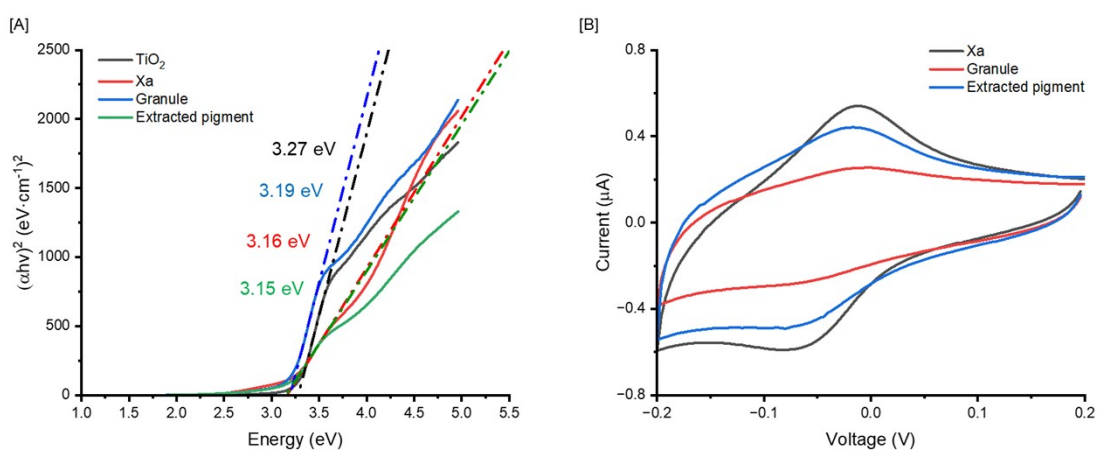 [A]
2500
2000
1500
1000
500
0
(αhv)² (eV·cm⁻¹)²
TiO₂
Xa
Granule
Extracted pigment
3.27 eV
3.19 eV
3.16 eV
3.15 eV
1.0 1.5 2.0 2.5 3.0 3.5 4.0 4.5 5.0 5.5
Energy (eV)
[B]
0.8
0.4
0.0
−0.4
−0.8
Current (μA)
Xa
Granule
Extracted pigment
−0.2 −0.1 0.0 0.1 0.2
Voltage (V)